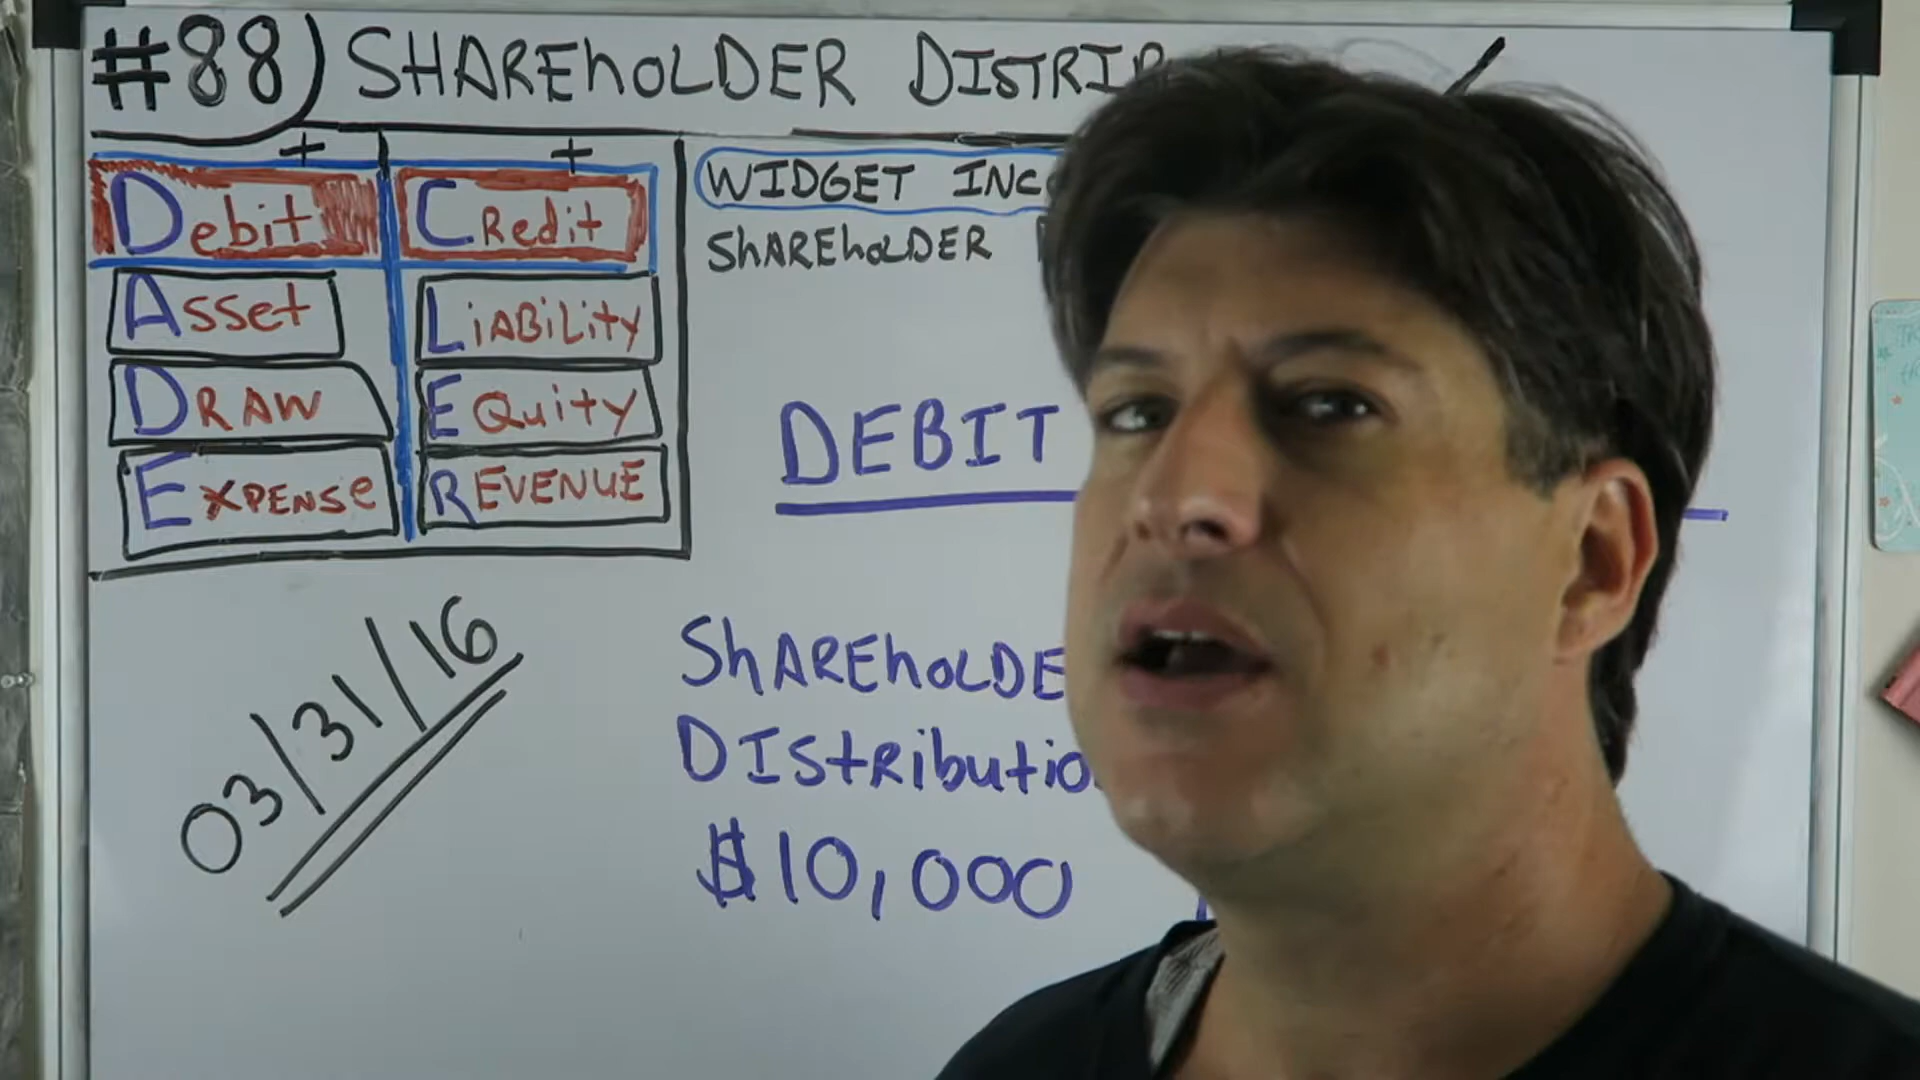 #88) SHAREHOLDER DISTRIB
+ +
Debit Credit
Asset Liability
DRAW Equity
Expense REVENUE
WIDGET INC
SHAREHOLDER
DEBIT
03/31/16
SHAREHOLDE
DIStRibutio
$10,000